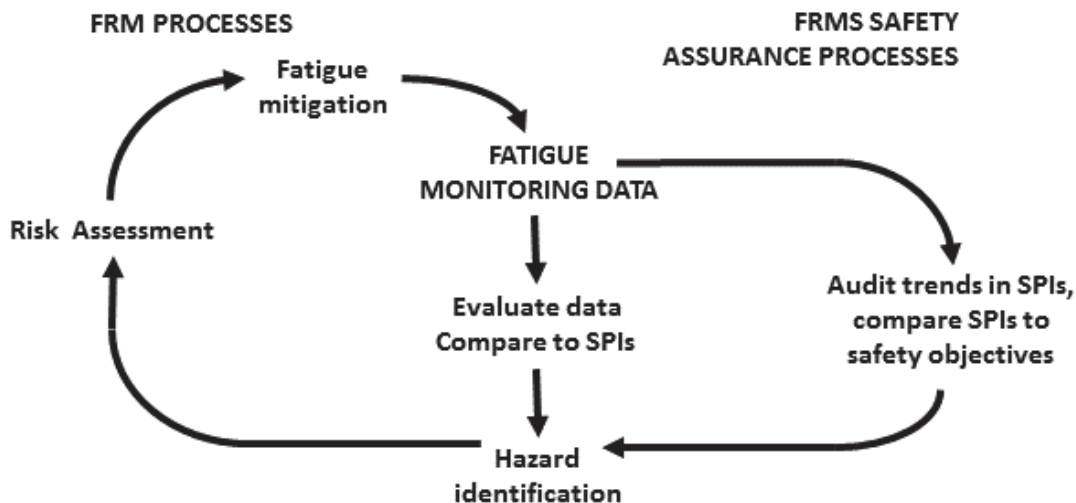 FRM PROCESSES
FRMS SAFETY
ASSURANCE PROCESSES
Fatigue
mitigation
FATIGUE
MONITORING DATA
Risk Assessment
Evaluate data
Compare to SPIs
Audit trends in SPIs,
compare SPIs to
safety objectives
Hazard
identification